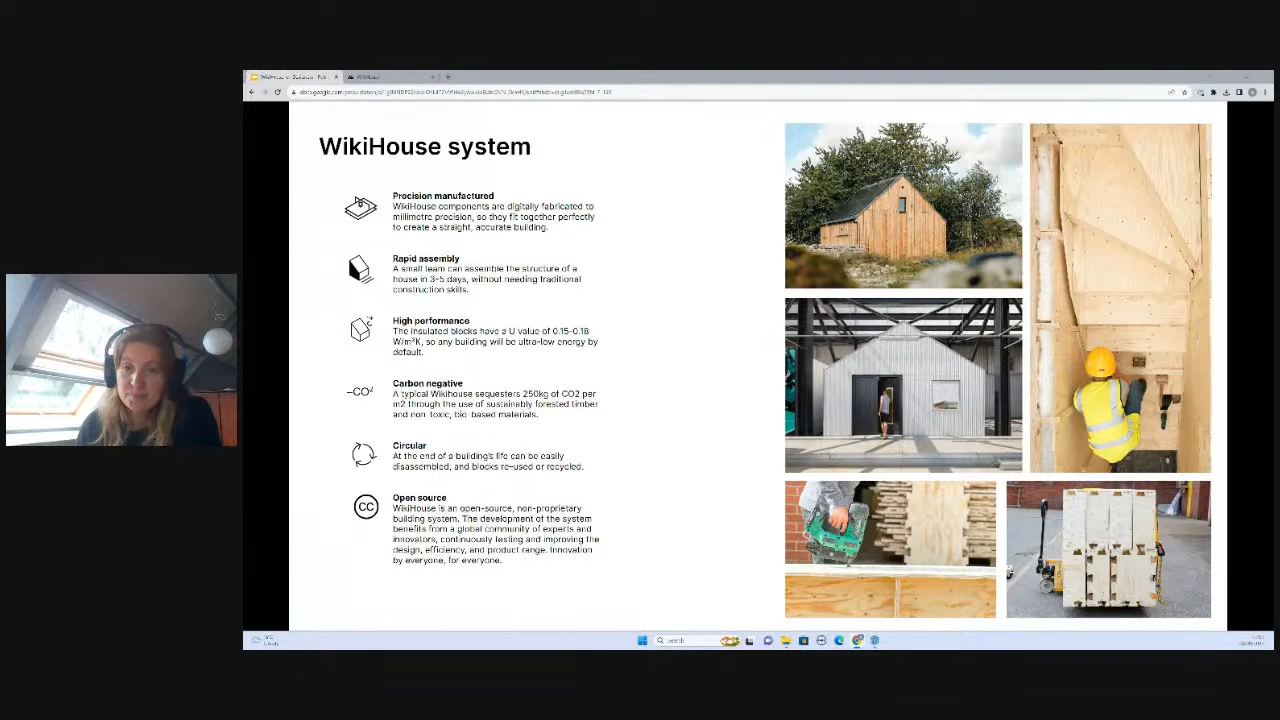 WikiHouse
WikiHouse system
Precision manufactured
WikiHouse components are digitally fabricated to
millimetre precision, so they fit together perfectly
to create a straight, accurate building.
Rapid assembly
A small team can assemble the structure of a
house in 3-5 days, without needing traditional
construction skills.
High performance
The insulated blocks have a U value of 0.15-0.18
W/m²K, so any building will be ultra-low energy by
default.
–CO²
Carbon negative
A typical Wikihouse sequesters 250kg of CO2 per
m2 through the use of sustainably forested timber
and non-toxic, bio-based materials.
Circular
At the end of a building's life can be easily
disassembled, and blocks re-used or recycled.
CC
Open source
WikiHouse is an open-source, non-proprietary
building system. The development of the system
benefits from a global community of experts and
innovators, continuously testing and improving the
design, efficiency, and product range. Innovation
by everyone, for everyone.
Search